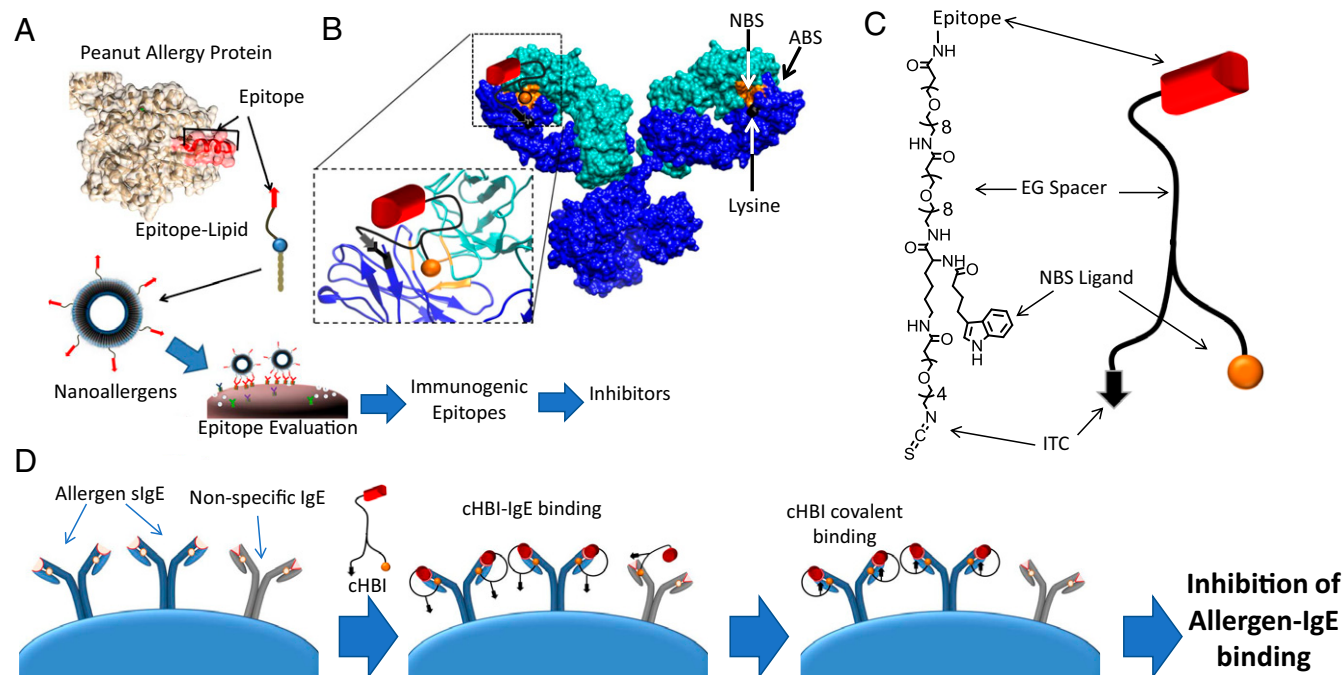 A
Peanut Allergy Protein
Epitope
Epitope-Lipid
Nanoallergens
Epitope Evaluation
Immunogenic
Epitopes
Inhibitors
B
NBS
ABS
Lysine
C
Epitope
NH
O
O
8
HN
O
O
8
NH
O
NH
O
HN
O
N
H
O
4
N
C
S
EG Spacer
NBS Ligand
ITC
D
Allergen sIgE
Non-specific IgE
cHBI
cHBI-IgE binding
cHBI covalent
binding
Inhibition of
Allergen-IgE
binding